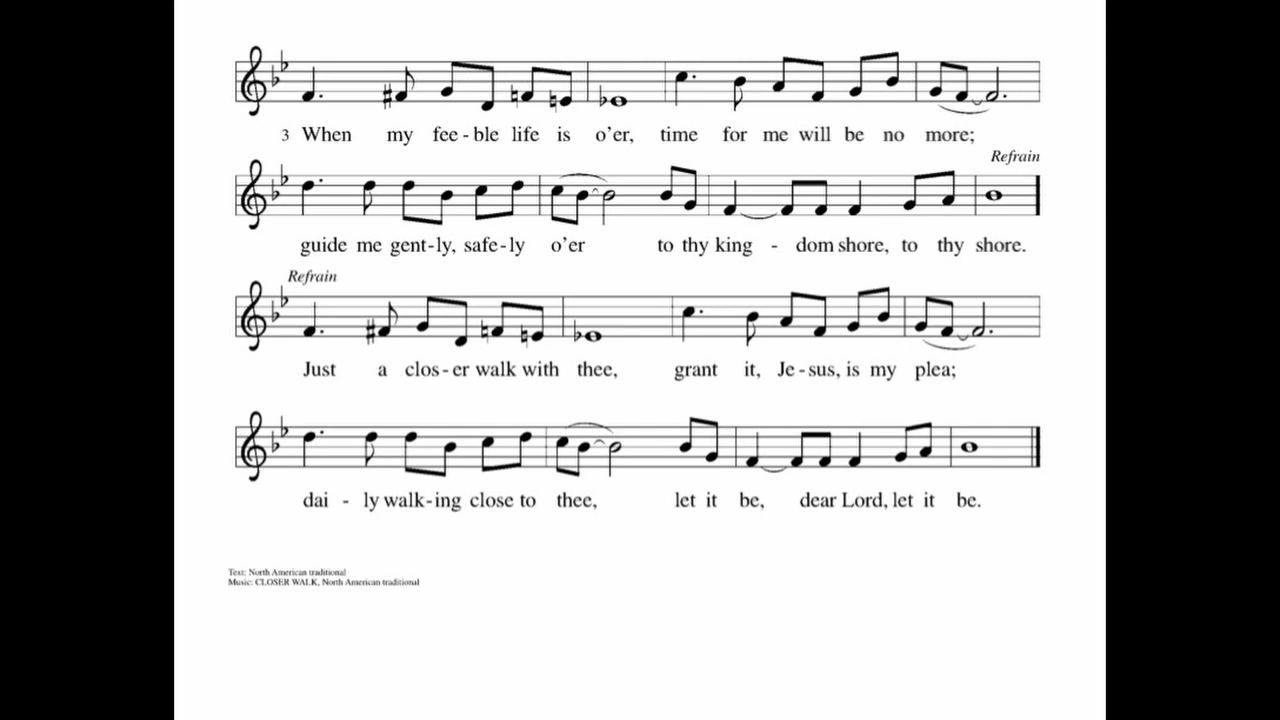 3 When my fee - ble life is o’er, time for me will be no more;
Refrain
guide me gent - ly, safe - ly o’er to thy king - dom shore, to thy shore.
Refrain
Just a clos - er walk with thee, grant it, Je - sus, is my plea;
dai - ly walk - ing close to thee, let it be, dear Lord, let it be.
Text: North American traditional
Music: CLOSER WALK, North American traditional